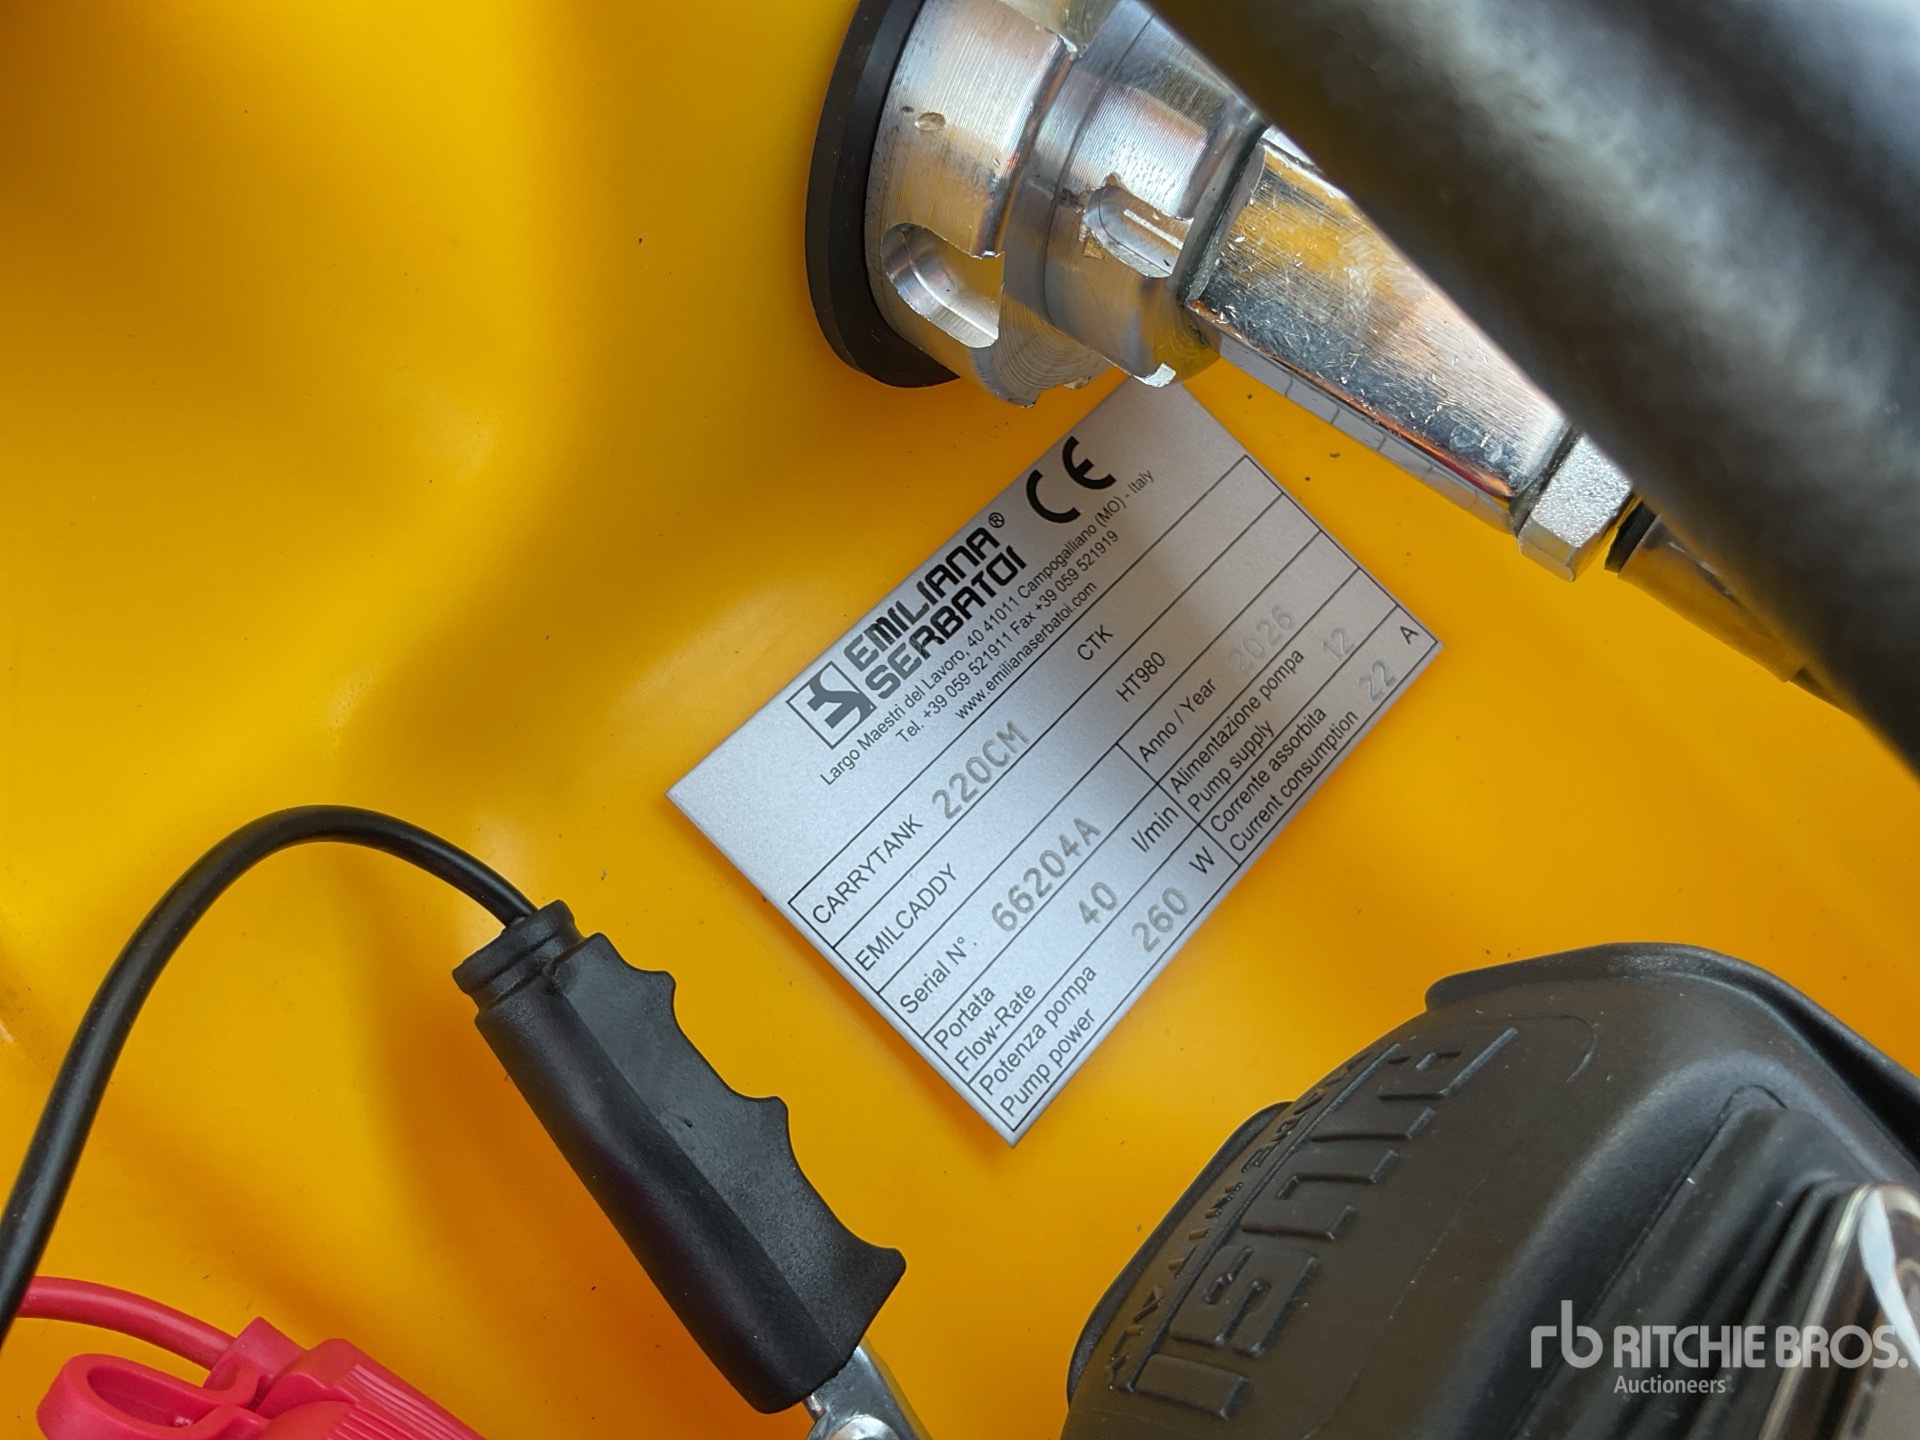 EMILIANA®
SERBATOI
CE
Largo Maestri del Lavoro, 40 41011 Campogalliano (MO) - Italy
Tel. +39 059 521911 Fax +39 059 521919
www.emilianaserbatoi.com
CARRYTANK 220CM CTK
EMILCADDY HT980
Serial N°. 66204A Anno / Year 2026
Portata 40 l/min Alimentazione pompa 12
Flow-Rate Pump supply
Potenza pompa 260 W Corrente assorbita 22 A
Pump power Current consumption
rb RITCHIE BROS.
Auctioneers